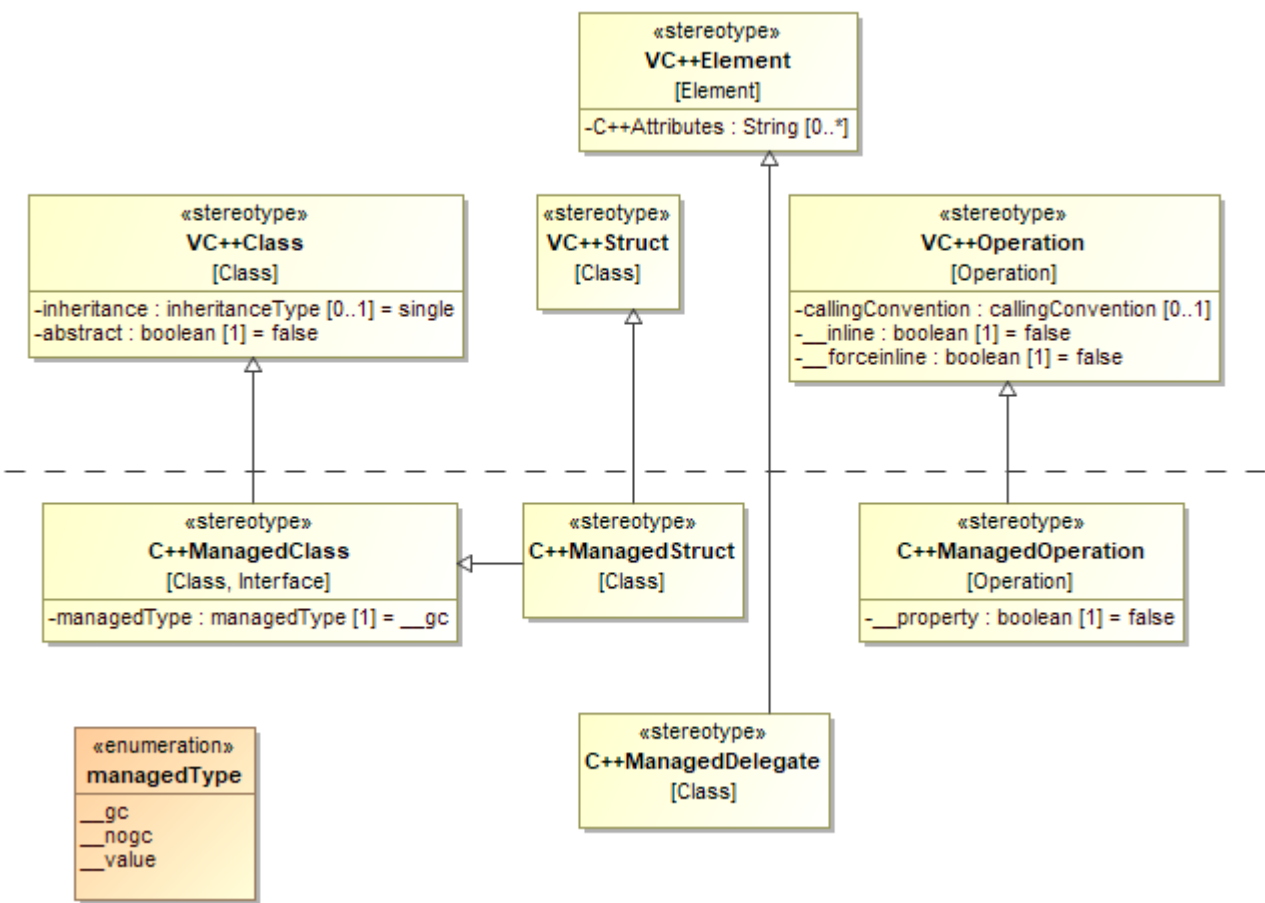 «stereotype»
VC++Element
[Element]
-C++Attributes : String [0..*]
«stereotype»
VC++Class
[Class]
-inheritance : inheritanceType [0..1] = single
-abstract : boolean [1] = false
«stereotype»
VC++Struct
[Class]
«stereotype»
VC++Operation
[Operation]
-callingConvention : callingConvention [0..1]
-__inline : boolean [1] = false
-__forceinline : boolean [1] = false
«stereotype»
C++ManagedClass
[Class, Interface]
-managedType : managedType [1] = __gc
«stereotype»
C++ManagedStruct
[Class]
«stereotype»
C++ManagedOperation
[Operation]
-__property : boolean [1] = false
«stereotype»
C++ManagedDelegate
[Class]
«enumeration»
managedType
__gc
__nogc
__value